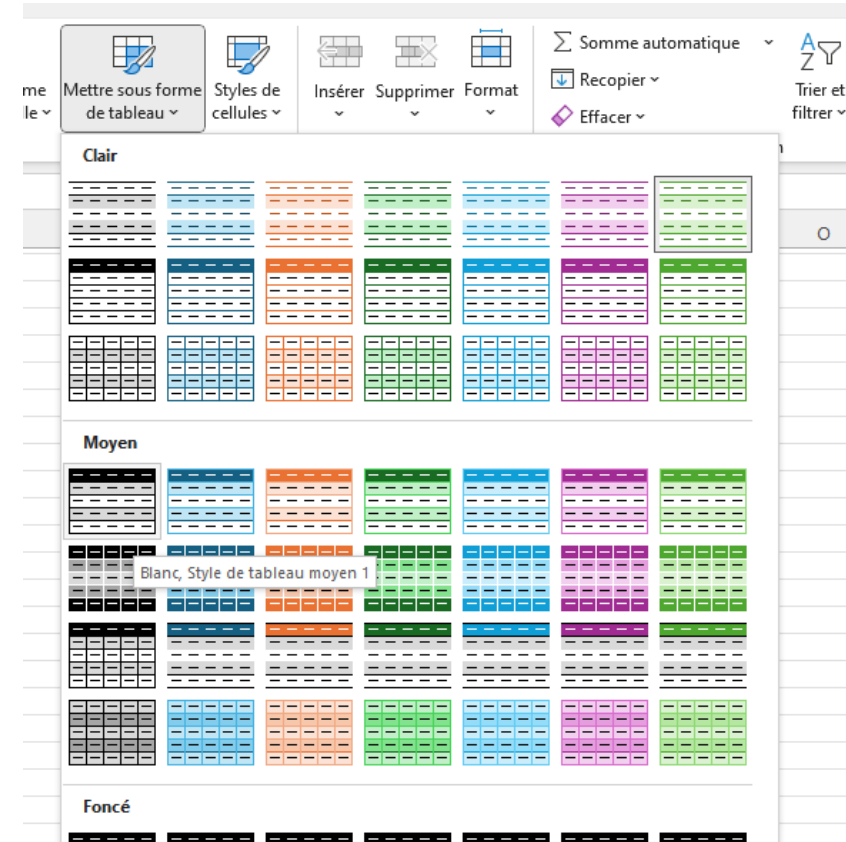 Somme automatique
Recopier
Effacer
me
lle
Mettre sous forme
de tableau
Styles de
cellules
Insérer
Supprimer
Format
Trier et
filtrer
n
Clair
O
Moyen
Blanc, Style de tableau moyen 1
Foncé